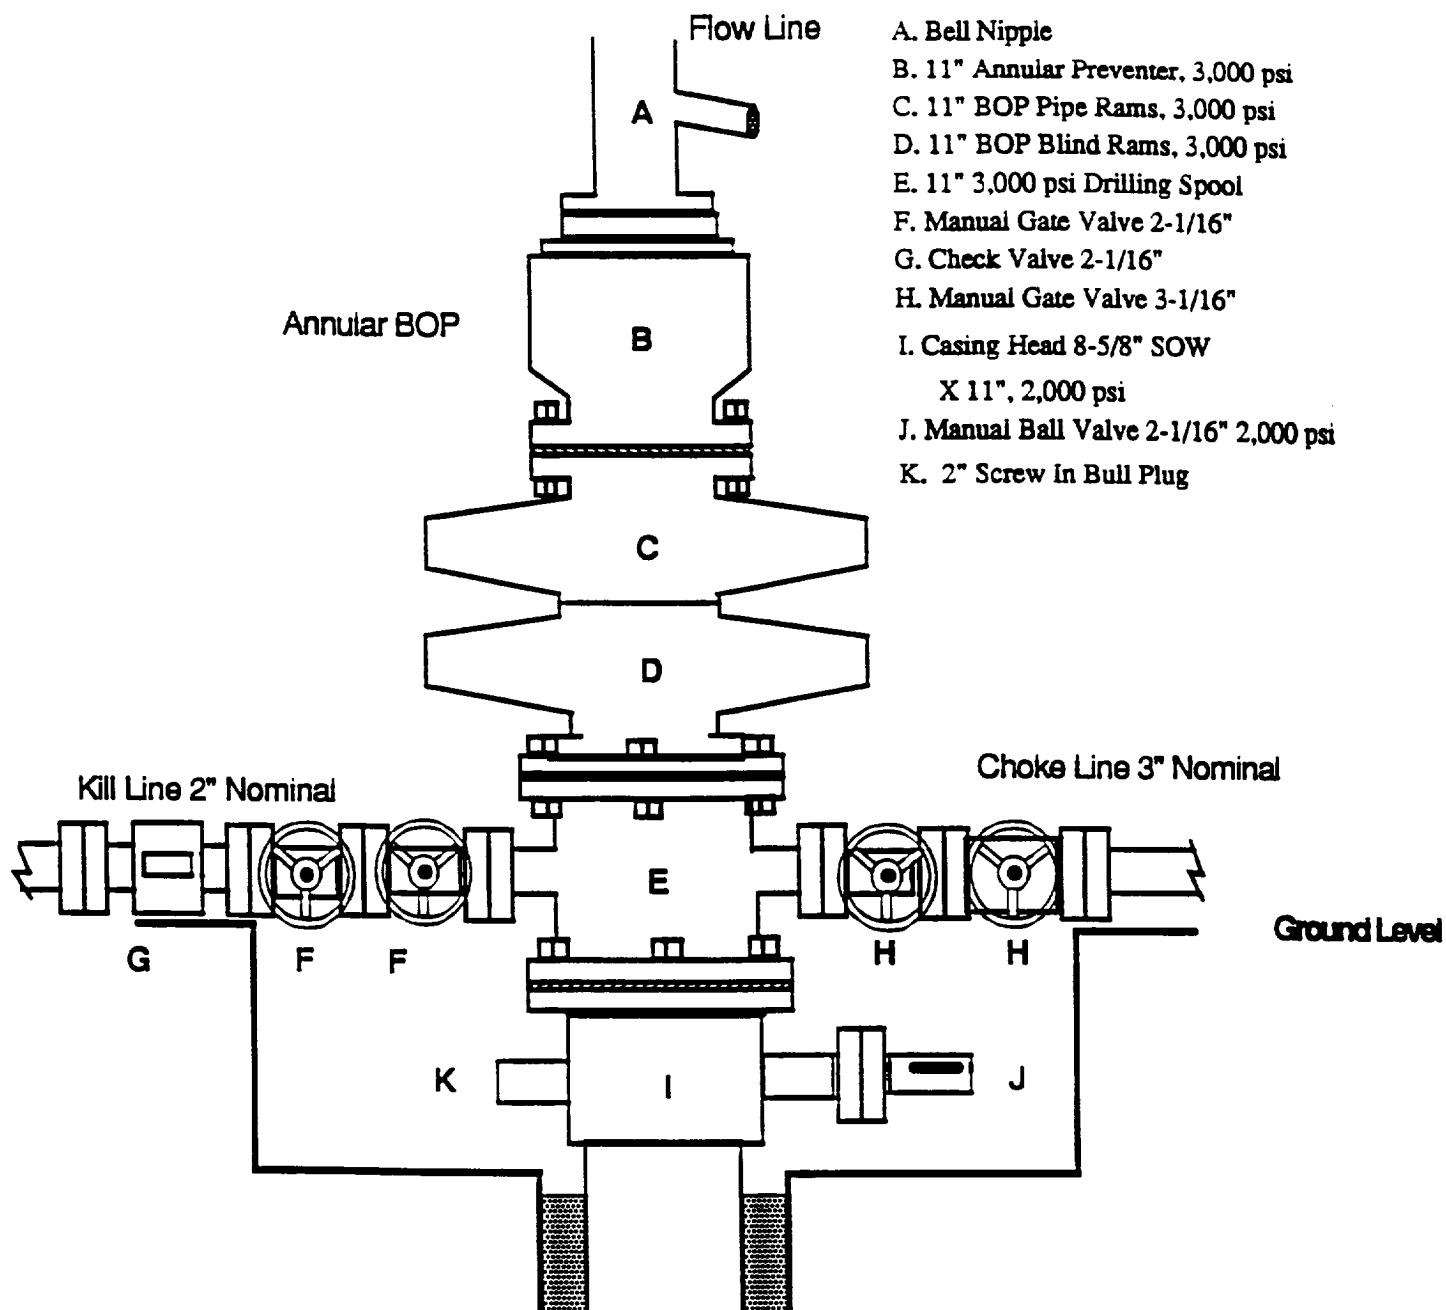 Flow Line
A. Bell Nipple
B. 11" Annular Preventer, 3,000 psi
C. 11" BOP Pipe Rams, 3,000 psi
D. 11" BOP Blind Rams, 3,000 psi
E. 11" 3,000 psi Drilling Spool
F. Manual Gate Valve 2-1/16"
G. Check Valve 2-1/16"
H. Manual Gate Valve 3-1/16"
I. Casing Head 8-5/8" SOW
X 11", 2,000 psi
J. Manual Ball Valve 2-1/16" 2,000 psi
K. 2" Screw In Bull Plug
A
Annular BOP
B
C
D
Kill Line 2" Nominal
Choke Line 3" Nominal
E
Ground Level
G
F
F
H
H
K
I
J